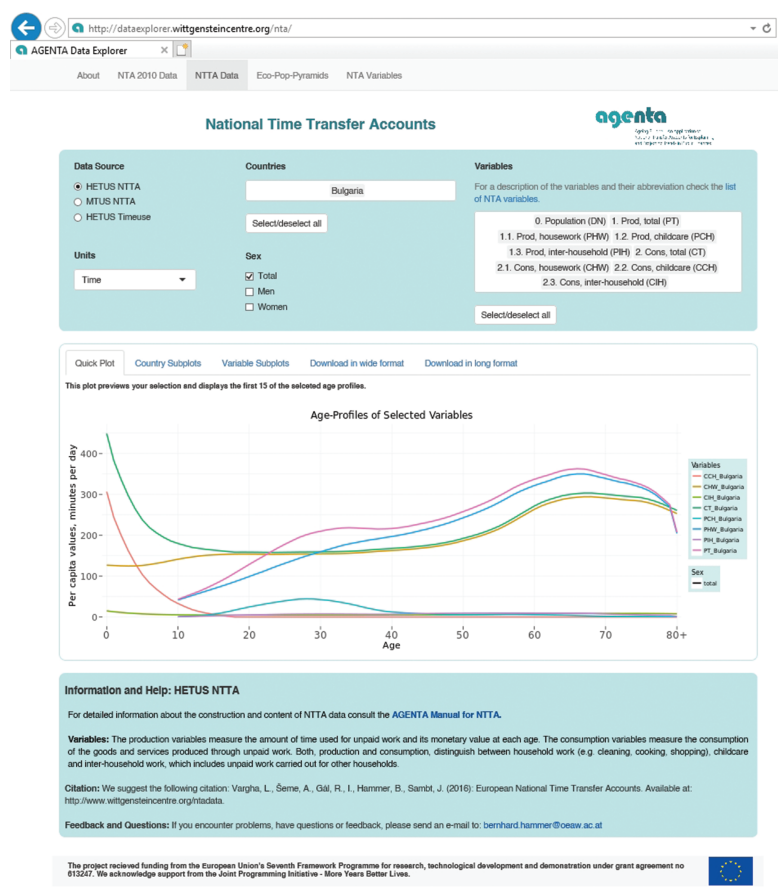 http://dataexplorer.wittgensteincentre.org/nta/
AGENTA Data Explorer
About NTA 2010 Data NTTA Data Eco-Pop-Pyramids NTA Variables
National Time Transfer Accounts
agenta
Data Source
HETUS NTTA
MTUS NTTA
HETUS Timeuse
Units
Time
Countries
Bulgaria
Select/deselect all
Sex
Total
Men
Women
Variables
For a description of the variables and their abbreviation check the list
of NTA variables.
0. Population (DN) 1. Prod, total (PT)
1.1. Prod, housework (PHW) 1.2. Prod, childcare (PCH)
1.3. Prod, inter-household (PIH) 2. Cons, total (CT)
2.1. Cons, housework (CHW) 2.2. Cons, childcare (CCH)
2.3. Cons, inter-household (CIH)
Select/deselect all
Quick Plot Country Subplots Variable Subplots Download in wide format Download in long format
This plot previews your selection and displays the first 15 of the selceted age profiles.
Age-Profiles of Selected Variables
Per capita values, minutes per day
400
300
200
100
0
0 10 20 30 40 50 60 70 80+
Age
Variables
CCH_Bulgaria
CHW_Bulgaria
CIH_Bulgaria
CT_Bulgaria
PCH_Bulgaria
PHW_Bulgaria
PIH_Bulgaria
PT_Bulgaria
Sex
total
Information and Help: HETUS NTTA
For detailed information about the construction and content of NTTA data consult the AGENTA Manual for NTTA.
Variables: The production variables measure the amount of time used for unpaid work and its monetary value at each age. The consumption variables measure the consumption
of the goods and services produced through unpaid work. Both, production and consumption, distinguish between household work (e.g. cleaning, cooking, shopping), childcare
and inter-household work, which includes unpaid work carried out for other households.
Citation: We suggest the following citation: Vargha, L., Šeme, A., Gál, R., I., Hammer, B., Sambt, J. (2016): European National Time Transfer Accounts. Available at:
http://www.wittgensteincentre.org/ntadata.
Feedback and Questions: If you encounter problems, have questions or feedback, please send an e-mail to: bernhard.hammer@oeaw.ac.at
The project recieved funding from the European Union's Seventh Framework Programme for research, technological development and demonstration under grant agreement no
613247. We acknowledge support from the Joint Programming Initiative - More Years Better Lives.